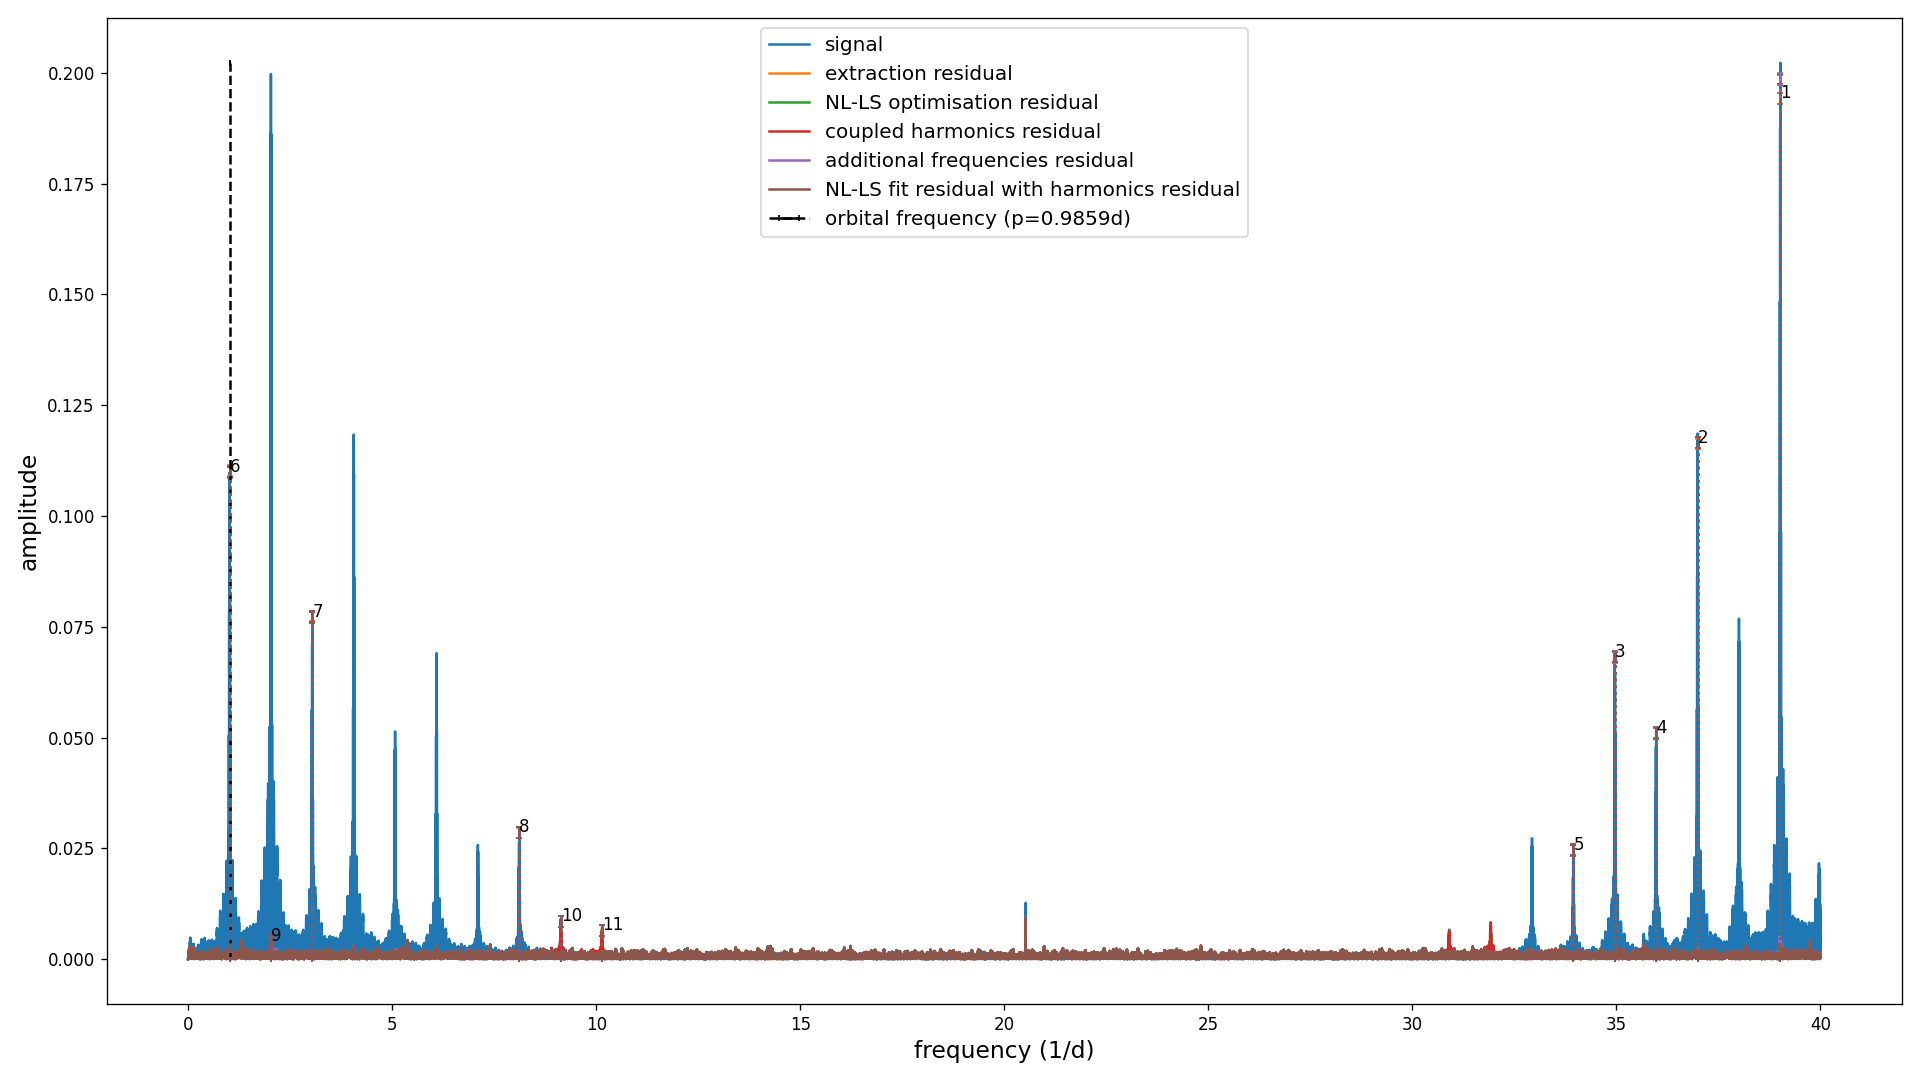 signal
extraction residual
NL-LS optimisation residual
coupled harmonics residual
additional frequencies residual
NL-LS fit residual with harmonics residual
orbital frequency (p=0.9859d)
amplitude
0.200
0.175
0.150
0.125
0.100
0.075
0.050
0.025
0.000
1
2
3
4
5
6
7
8
9
10
11
0 5 10 15 20 25 30 35 40
frequency (1/d)